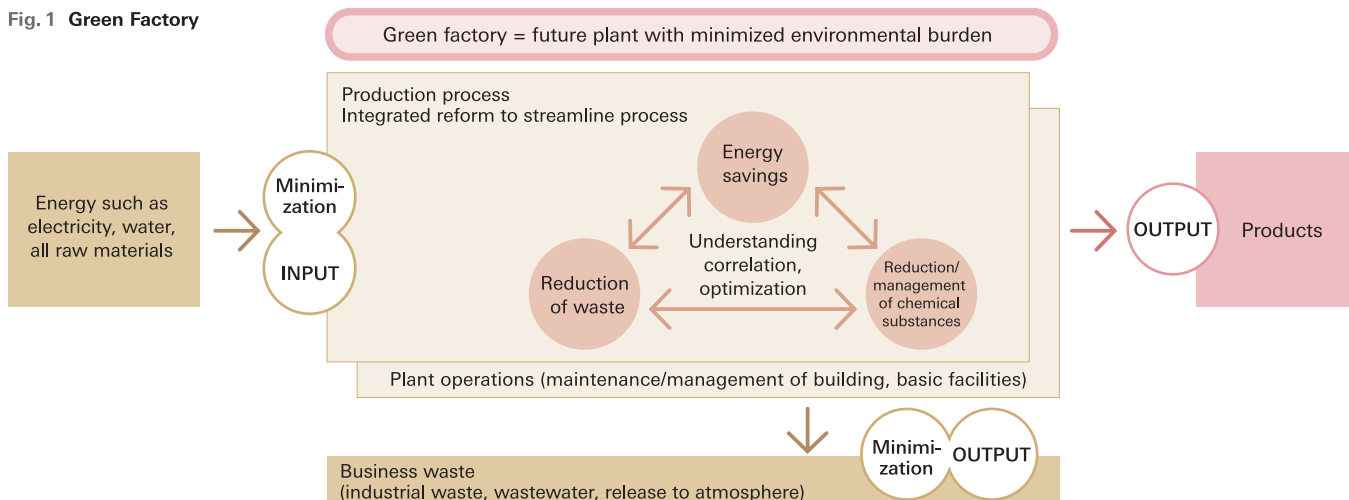 Fig. 1 Green Factory
Green factory = future plant with minimized environmental burden
Production process
Integrated reform to streamline process
Energy
savings
Energy such as
electricity, water,
all raw materials
Minimi-
zation
INPUT
Understanding
correlation,
optimization
Reduction
of waste
Reduction/
management
of chemical
substances
OUTPUT
Products
Plant operations (maintenance/management of building, basic facilities)
Minimi-
zation
OUTPUT
Business waste
(industrial waste, wastewater, release to atmosphere)